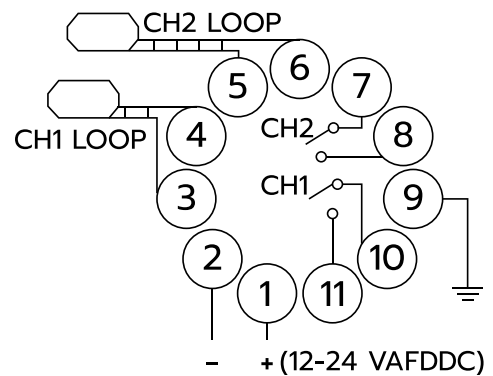 CH2 LOOP
6
5
7
CH1 LOOP
4
CH2
8
3
CH1
9
2
10
1
11
- + (12-24 VAFDDC)